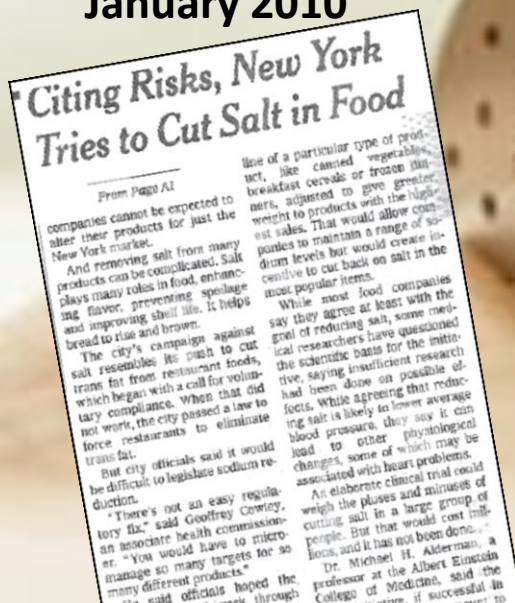 January 2010
Citing Risks, New York
Tries to Cut Salt in Food
From Page A1
companies cannot be expected to
alter their products for just the
New York market.
And removing salt from many
products can be complicated. Salt
plays many roles in food, enhanc-
ing flavor, preventing spoilage
and improving shelf life. It helps
bread to rise and brown.
The city's campaign against
salt resembles its push to cut
trans fat from restaurant foods,
which began with a call for volun-
tary compliance. When that did
not work, the city passed a law to
force restaurants to eliminate
trans fat.
But city officials said it would
be difficult to legislate sodium re-
duction.
"There's not an easy regula-
tory fix," said Geoffrey Cowley,
an associate health commission-
er. "You would have to micro-
manage so many targets for so
many different products."
said officials hoped the
through
line of a particular type of prod-
uct, like canned vegetables,
breakfast cereals or frozen din-
ners, adjusted to give greater
weight to products with the high-
est sales. That would allow com-
panies to maintain a range of so-
dium levels but would create in-
centive to cut back on salt in the
most popular items.
While most food companies
say they agree at least with the
goal of reducing salt, some med-
ical researchers have questioned
the scientific basis for the initia-
tive, saying insufficient research
had been done on possible ef-
fects. While agreeing that reduc-
ing salt is likely to lower average
blood pressure, they say it can
lead to other physiological
changes, some of which may be
associated with heart problems.
An elaborate clinical trial could
weigh the pluses and minuses of
cutting salt in a large group of
people. But that would cost mil-
lions, and it has not been done.
Dr. Michael H. Alderman, a
professor at the Albert Einstein
College of Medicine, said the
if successful in